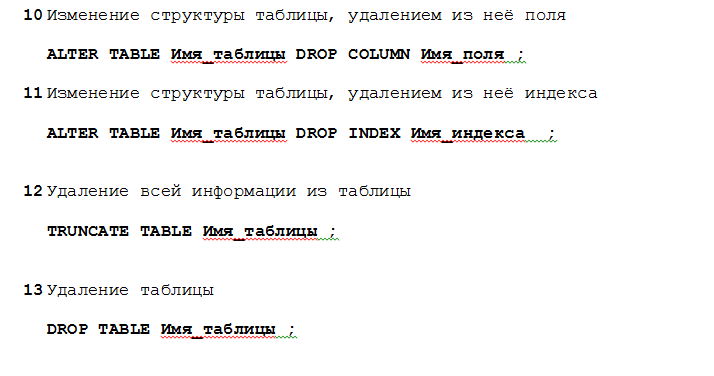 10 Изменение структуры таблицы, удалением из неё поля
ALTER TABLE Имя_таблицы DROP COLUMN Имя_поля ;
11 Изменение структуры таблицы, удалением из неё индекса
ALTER TABLE Имя_таблицы DROP INDEX Имя_индекса ;
12 Удаление всей информации из таблицы
TRUNCATE TABLE Имя_таблицы ;
13 Удаление таблицы
DROP TABLE Имя_таблицы ;